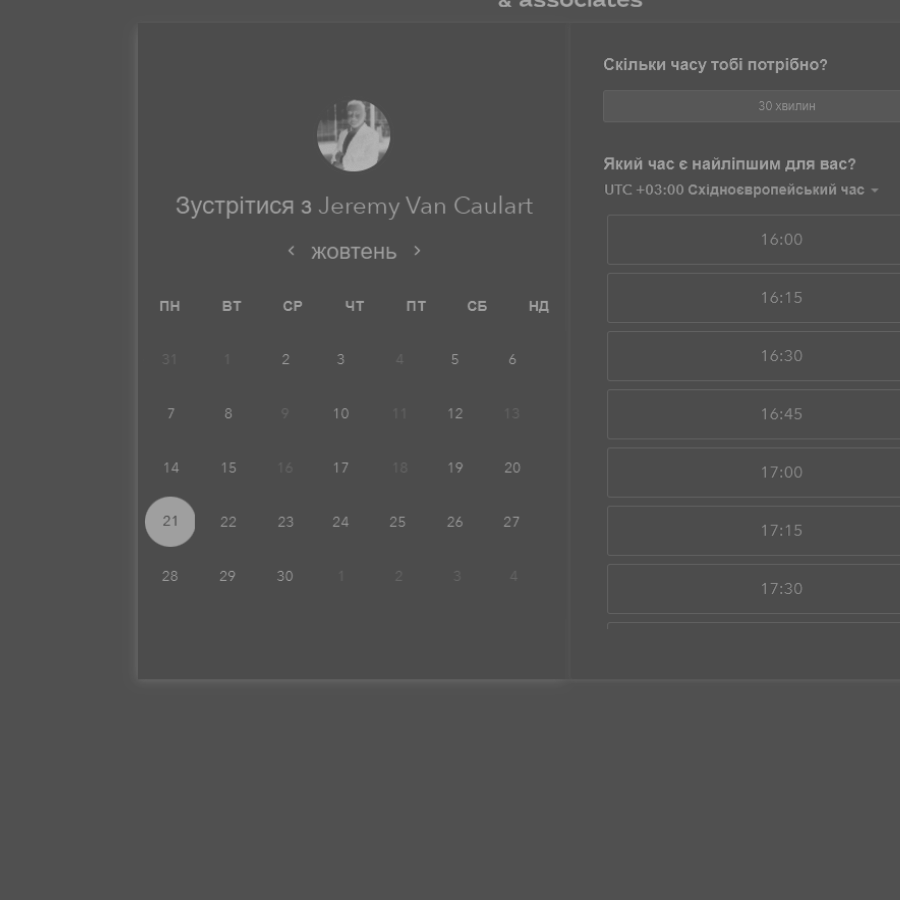 & associates
Зустрітися з Jeremy Van Caulart
жовтень
ПН ВТ СР ЧТ ПТ СБ НД
31 1 2 3 4 5 6
7 8 9 10 11 12 13
14 15 16 17 18 19 20
21 22 23 24 25 26 27
28 29 30 1 2 3 4
Скільки часу тобі потрібно?
30 хвилин
Який час є найліпшим для вас?
UTC +03:00 Східноєвропейський час
16:00
16:15
16:30
16:45
17:00
17:15
17:30